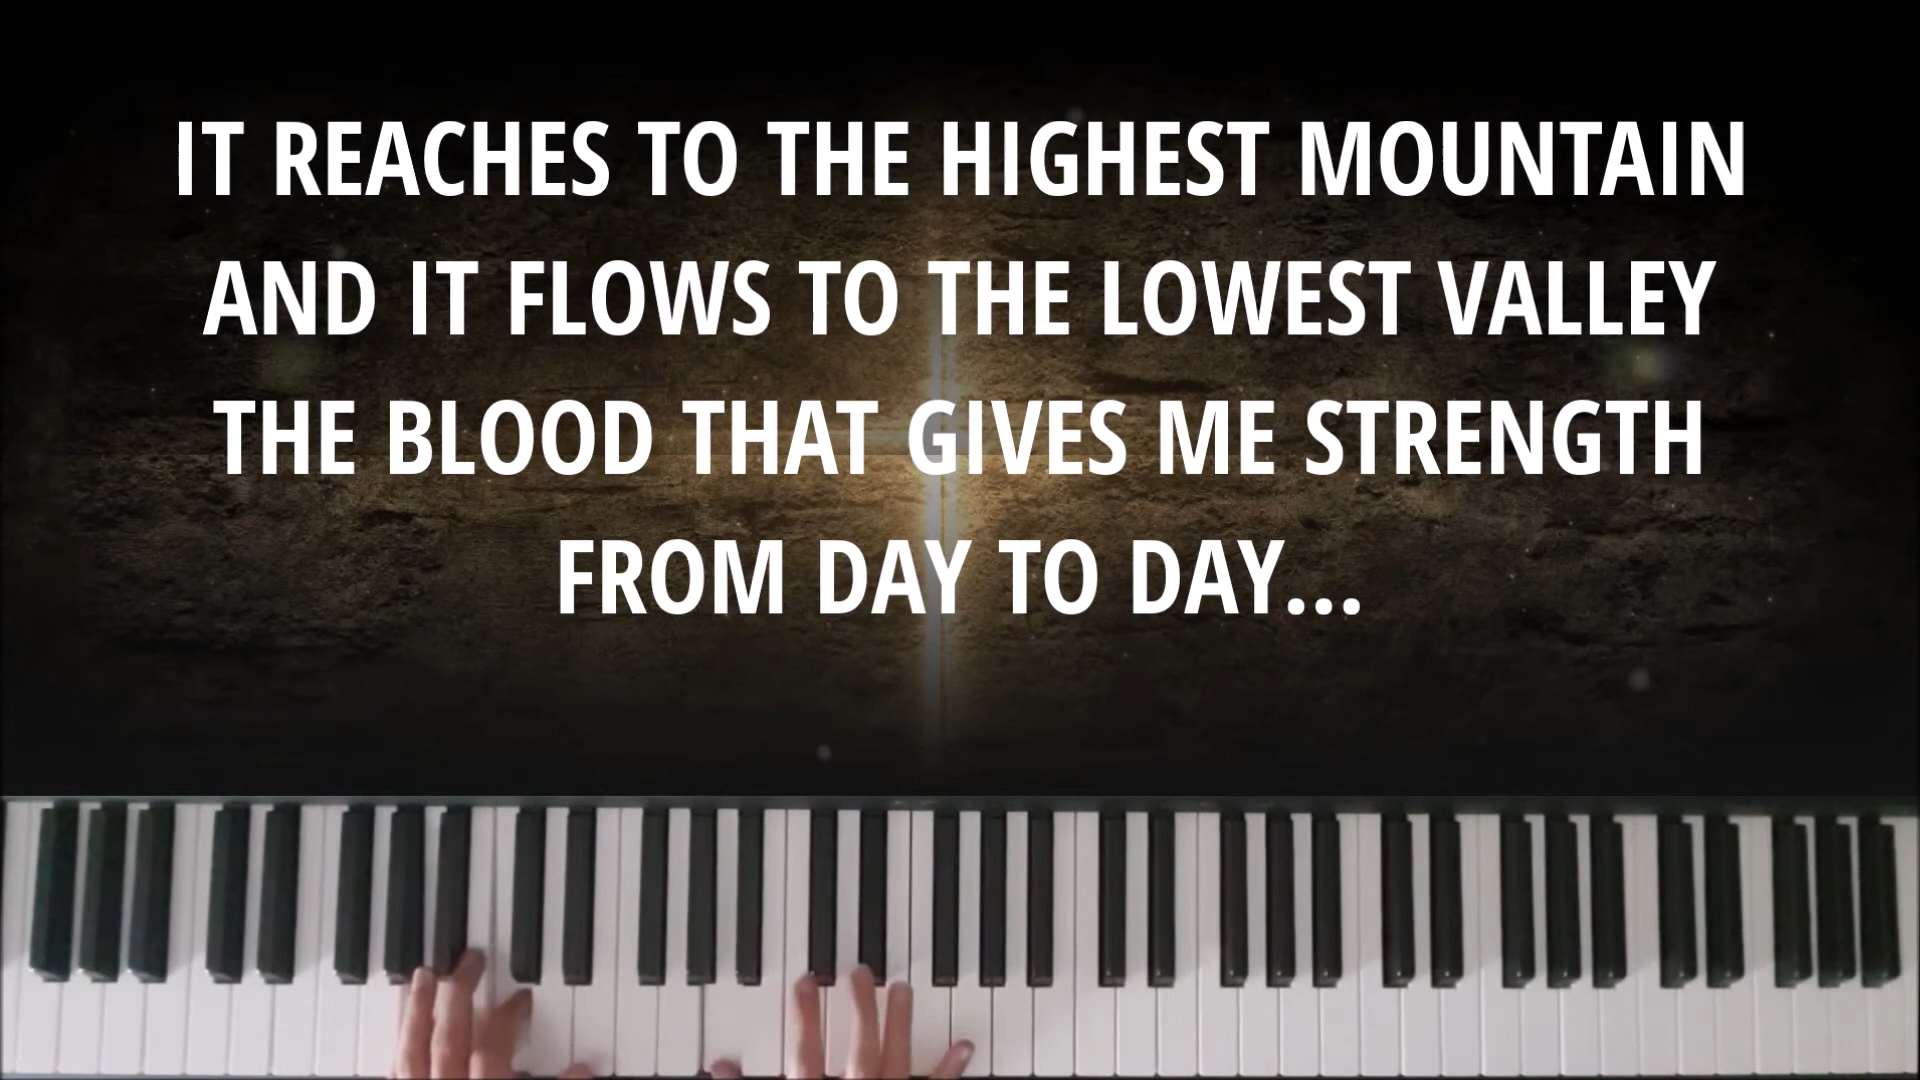 IT REACHES TO THE HIGHEST MOUNTAIN
AND IT FLOWS TO THE LOWEST VALLEY
THE BLOOD THAT GIVES ME STRENGTH
FROM DAY TO DAY...